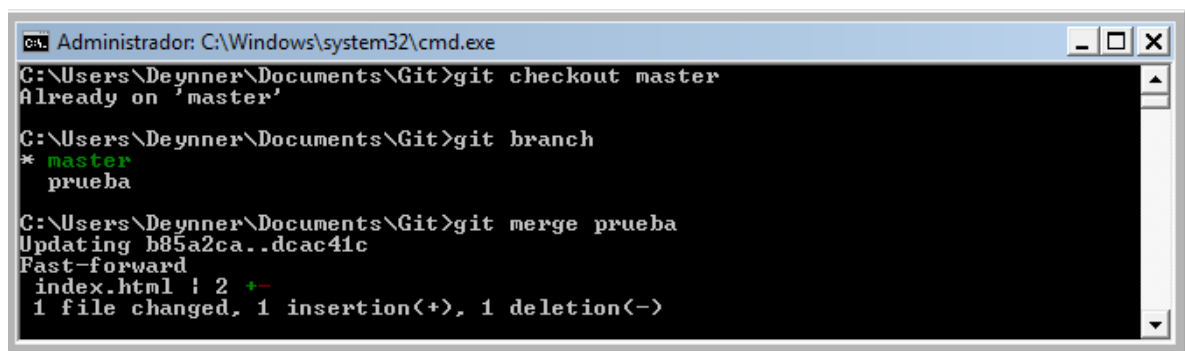 Administrador: C:\Windows\system32\cmd.exe
C:\Users\Deynner\Documents\Git>git checkout master
Already on 'master'
C:\Users\Deynner\Documents\Git>git branch
* master
prueba
C:\Users\Deynner\Documents\Git>git merge prueba
Updating b85a2ca..dcac41c
Fast-forward
index.html | 2 +-
1 file changed, 1 insertion(+), 1 deletion(-)